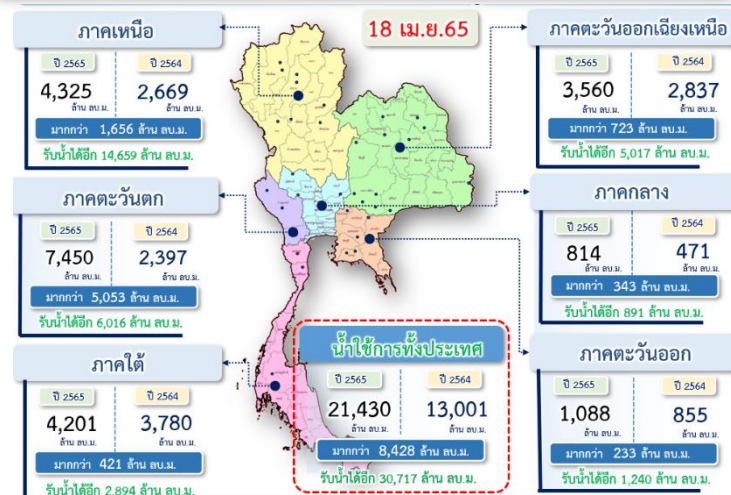 18 เม.ย.65
ภาคเหนือ
ปี 2565 ปี 2564
4,325 2,669
ล้าน ลบ.ม. ล้าน ลบ.ม.
มากกว่า 1,656 ล้าน ลบ.ม.
รับน้ำได้อีก 14,659 ล้าน ลบ.ม.
ภาคตะวันออกเฉียงเหนือ
ปี 2565 ปี 2564
3,560 2,837
ล้าน ลบ.ม. ล้าน ลบ.ม.
มากกว่า 723 ล้าน ลบ.ม.
รับน้ำได้อีก 5,017 ล้าน ลบ.ม.
ภาคตะวันตก
ปี 2565 ปี 2564
7,450 2,397
ล้าน ลบ.ม. ล้าน ลบ.ม.
มากกว่า 5,053 ล้าน ลบ.ม.
รับน้ำได้อีก 6,016 ล้าน ลบ.ม.
ภาคกลาง
ปี 2565 ปี 2564
814 471
ล้าน ลบ.ม. ล้าน ลบ.ม.
มากกว่า 343 ล้าน ลบ.ม.
รับน้ำได้อีก 891 ล้าน ลบ.ม.
ภาคใต้
ปี 2565 ปี 2564
4,201 3,780
ล้าน ลบ.ม. ล้าน ลบ.ม.
มากกว่า 421 ล้าน ลบ.ม.
รับน้ำได้อีก 2,894 ล้าน ลบ.ม.
น้ำใช้การทั้งประเทศ
ปี 2565 ปี 2564
21,430 13,001
ล้าน ลบ.ม. ล้าน ลบ.ม.
มากกว่า 8,428 ล้าน ลบ.ม.
รับน้ำได้อีก 30,717 ล้าน ลบ.ม.
ภาคตะวันออก
ปี 2565 ปี 2564
1,088 855
ล้าน ลบ.ม. ล้าน ลบ.ม.
มากกว่า 233 ล้าน ลบ.ม.
รับน้ำได้อีก 1,240 ล้าน ลบ.ม.